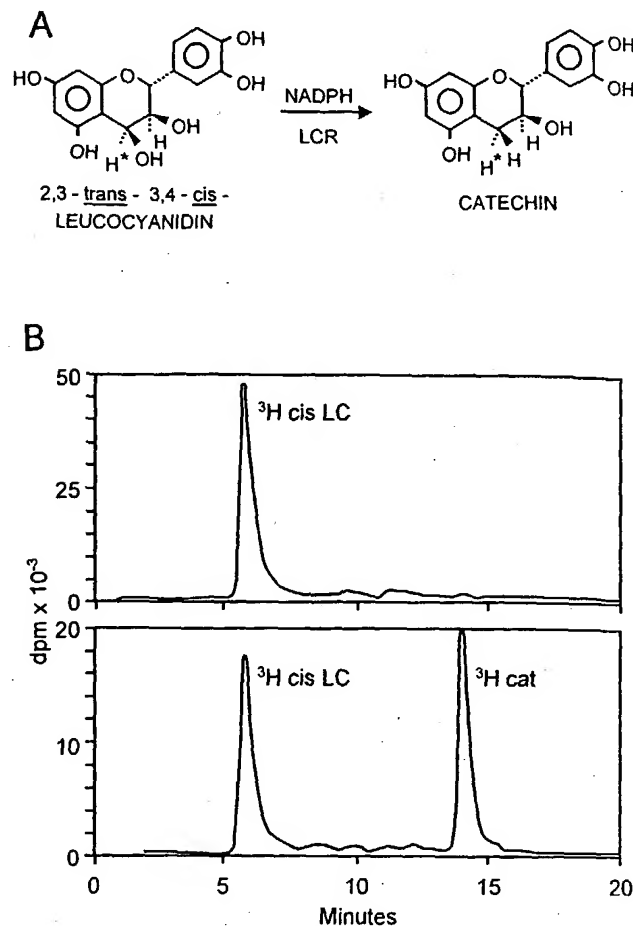 A
HO
O
OH
OH
OH
OH
H* OH
H
2,3 - trans - 3,4 - cis -
LEUCOCYANIDIN
NADPH
LCR
HO
O
OH
OH
OH
OH
H* H
H
CATECHIN
B
50
25
0
³H cis LC
dpm x 10⁻³
20
10
0
³H cis LC
³H cat
0 5 10 15 20
Minutes